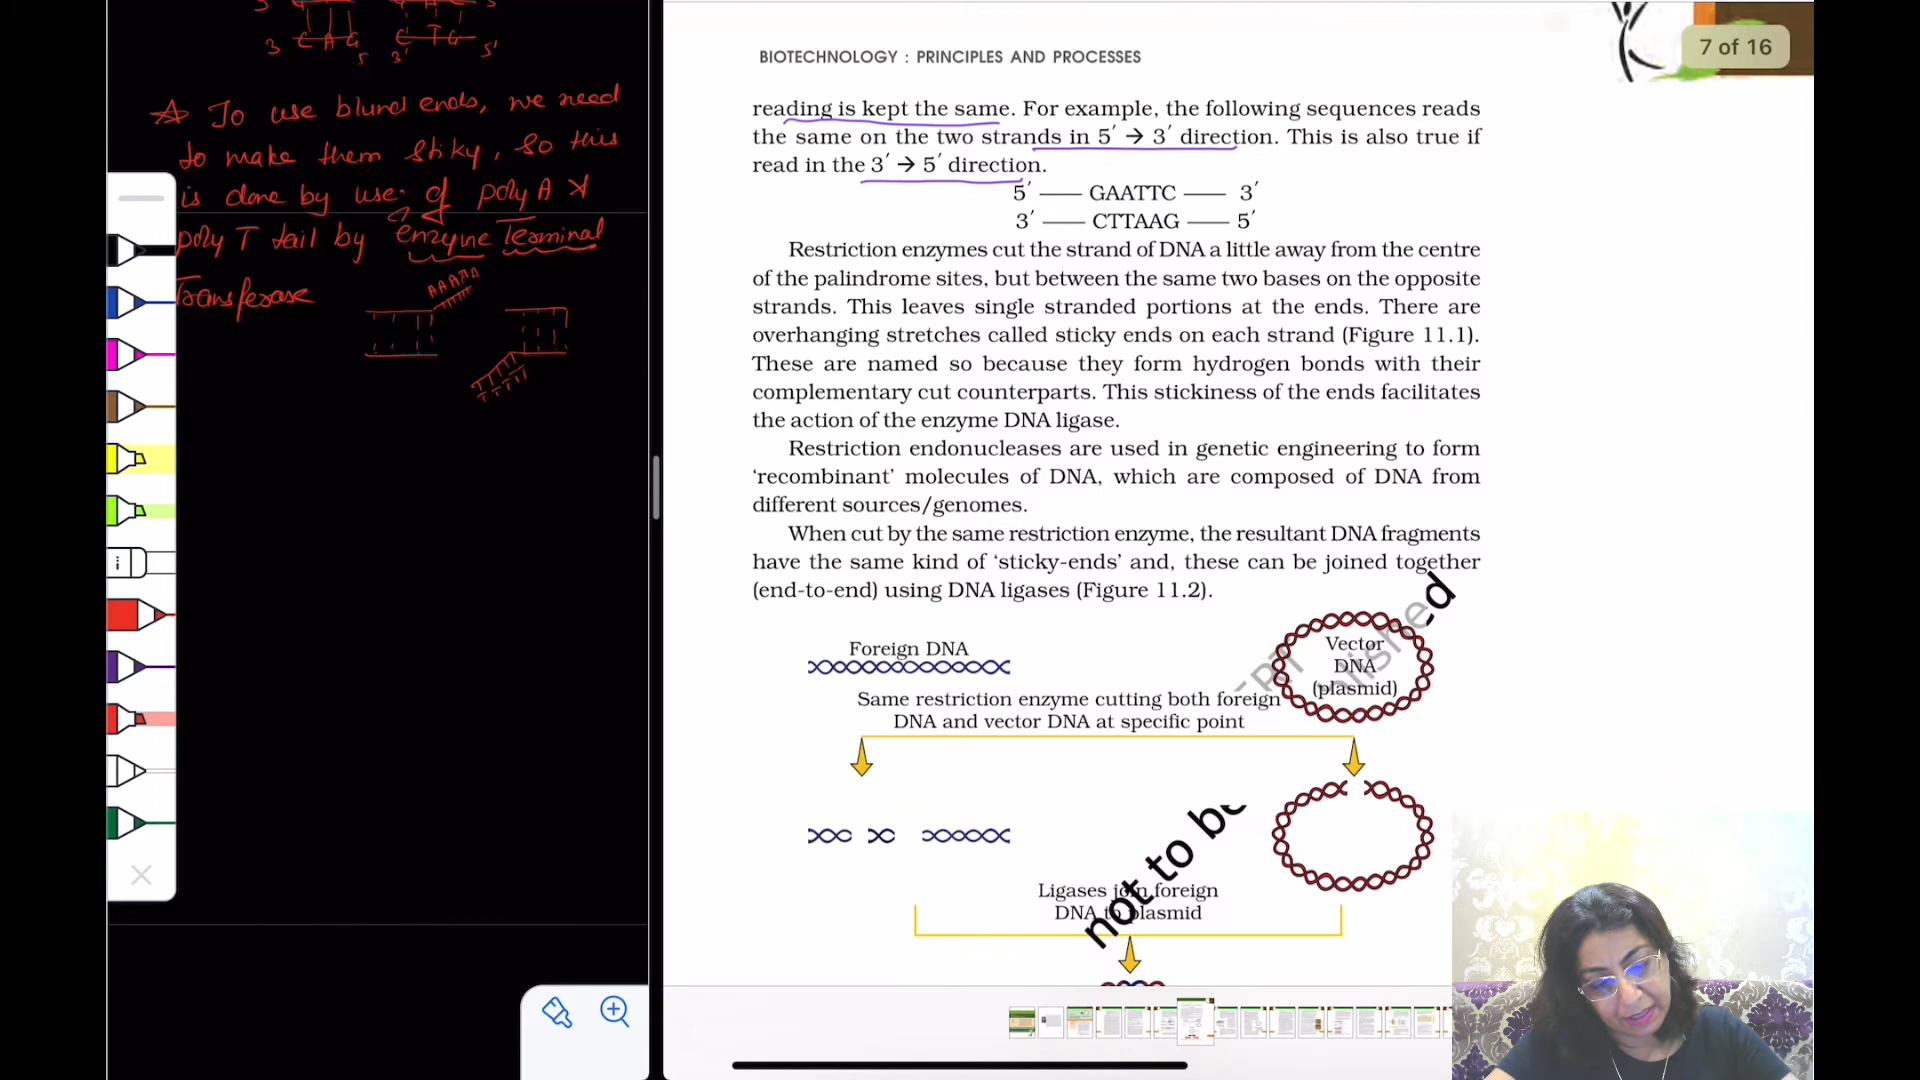 3 C A G 5
C T G
3' 5'
☆ To use blund ends, we need
to make them stiky, so this
is done by use of poly A &
poly T tail by enzyne Terminal
Transferase
AAAAA
TTTTT
7 of 16
BIOTECHNOLOGY : PRINCIPLES AND PROCESSES
reading is kept the same. For example, the following sequences reads
the same on the two strands in 5′ → 3′ direction. This is also true if
read in the 3′ → 5′ direction.
5′ —— GAATTC —— 3′
3′ —— CTTAAG —— 5′
Restriction enzymes cut the strand of DNA a little away from the centre
of the palindrome sites, but between the same two bases on the opposite
strands. This leaves single stranded portions at the ends. There are
overhanging stretches called sticky ends on each strand (Figure 11.1).
These are named so because they form hydrogen bonds with their
complementary cut counterparts. This stickiness of the ends facilitates
the action of the enzyme DNA ligase.
Restriction endonucleases are used in genetic engineering to form
‘recombinant’ molecules of DNA, which are composed of DNA from
different sources/genomes.
When cut by the same restriction enzyme, the resultant DNA fragments
have the same kind of ‘sticky-ends’ and, these can be joined together
(end-to-end) using DNA ligases (Figure 11.2).
Foreign DNA
Vector
DNA
(plasmid)
Same restriction enzyme cutting both foreign
DNA and vector DNA at specific point
Ligases join foreign
DNA to plasmid
not to be